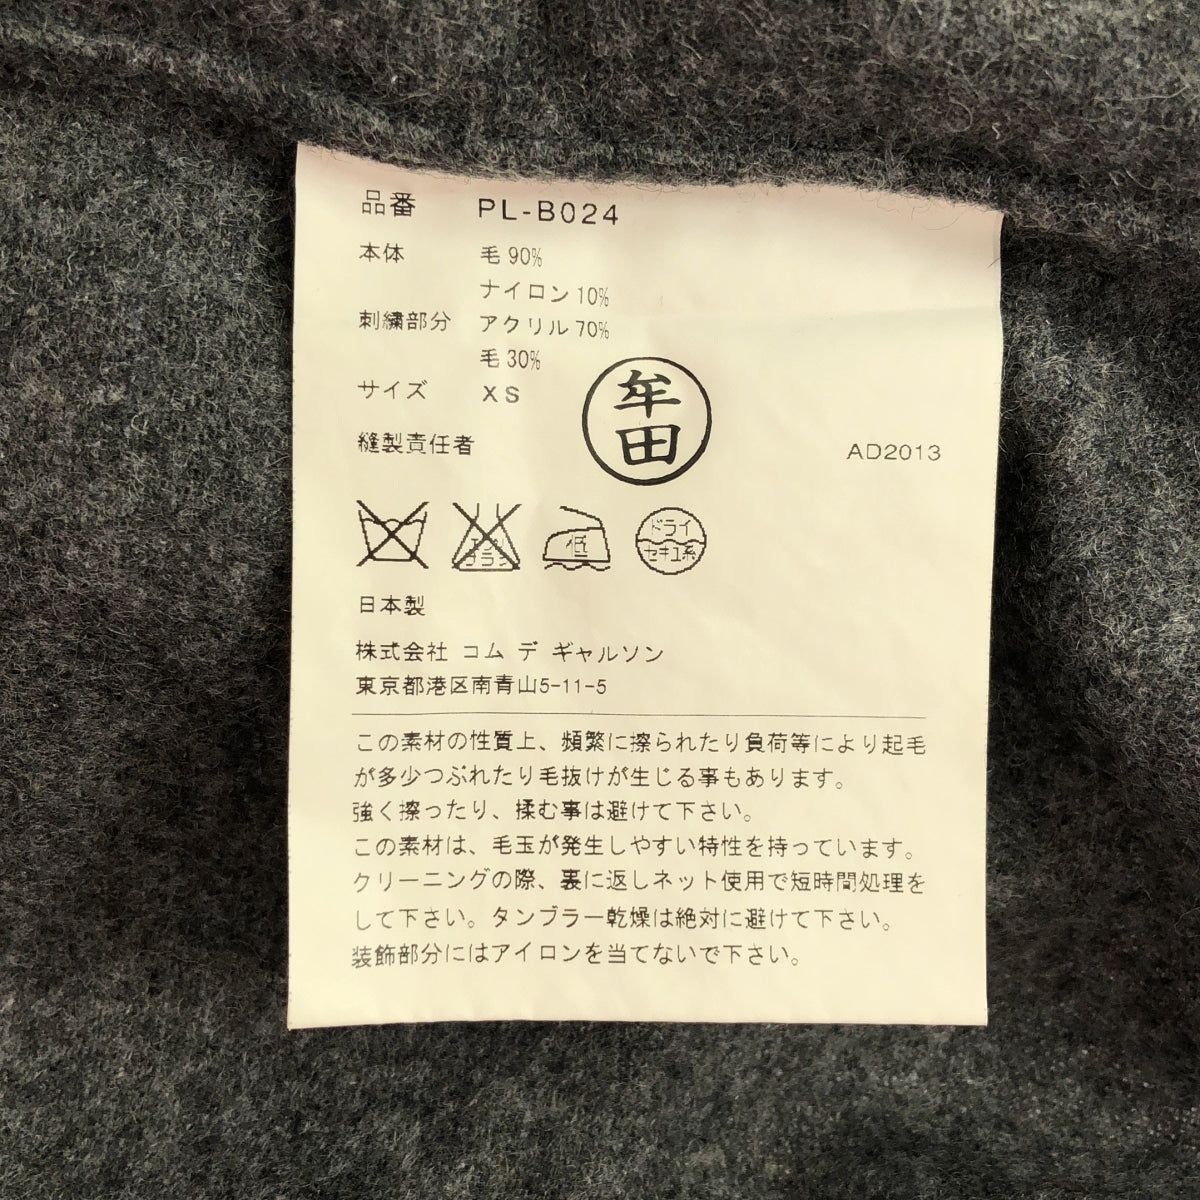 品番 PL-B024
本体 毛 90%
ナイロン 10%
刺繍部分 アクリル 70%
毛 30%
サイズ XS
牟田
縫製責任者 AD2013
低
ドライ
セキユ系
日本製
株式会社 コム デ ギャルソン
東京都港区南青山5-11-5
この素材の性質上、頻繁に擦られたり負荷等により起毛
が多少つぶれたり毛抜けが生じる事もあります。
強く擦ったり、揉む事は避けて下さい。
この素材は、毛玉が発生しやすい特性を持っています。
クリーニングの際、裏に返しネット使用で短時間処理を
して下さい。タンブラー乾燥は絶対に避けて下さい。
装飾部分にはアイロンを当てないで下さい。